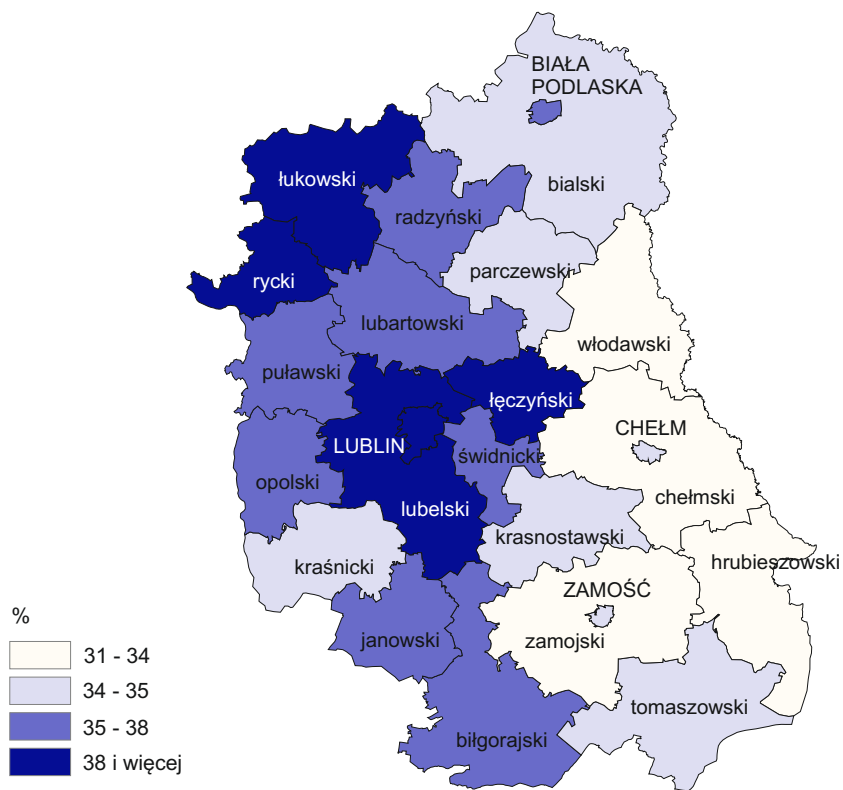 BIAŁA
PODLASKA
łukowski
bialski
radzyński
parczewski
rycki
lubartowski
włodawski
puławski
łęczyński
CHEŁM
LUBLIN
świdnicki
opolski
chełmski
lubelski
krasnostawski
hrubieszowski
kraśnicki
ZAMOŚĆ
zamojski
janowski
tomaszowski
biłgorajski
%
31 - 34
34 - 35
35 - 38
38 i więcej